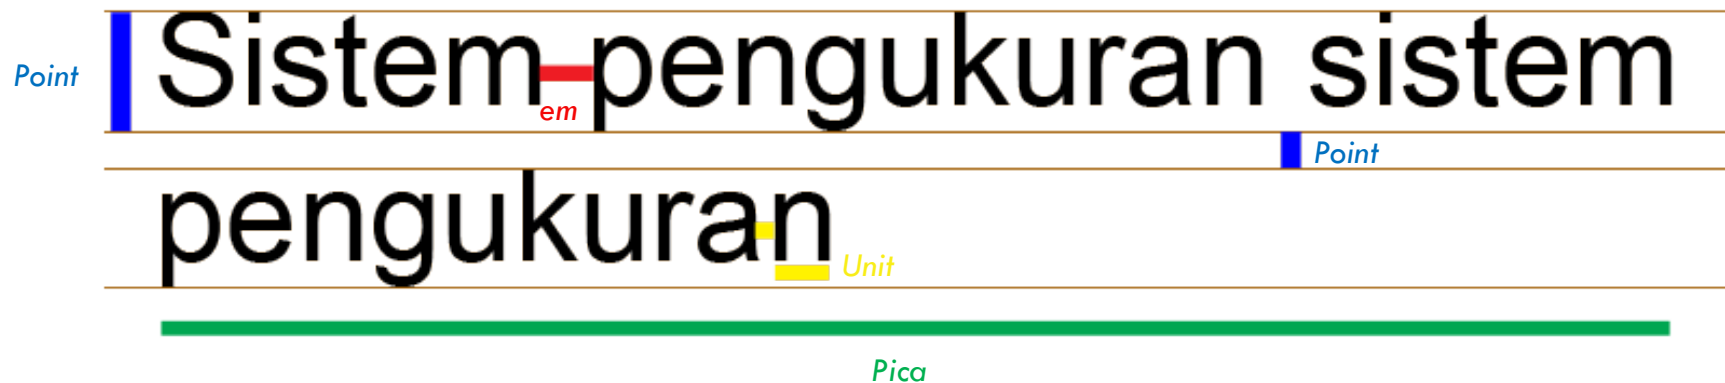 Sistem pengukuran sistem
Point
em
Point
pengukuran
Unit
Pica